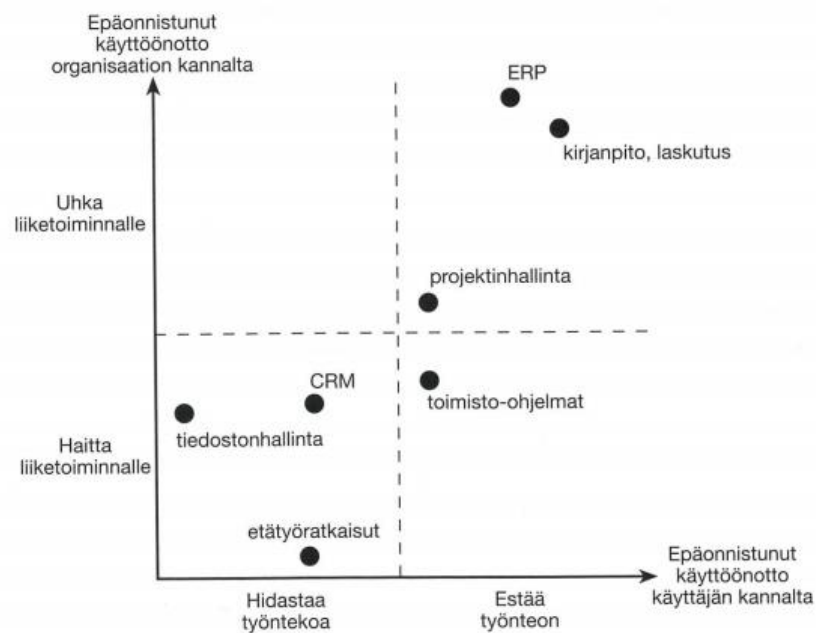 Epäonnistunut
käyttöönotto
organisaation kannalta
ERP
kirjanpito, laskutus
Uhka
liiketoiminnalle
projektinhallinta
CRM
toimisto-ohjelmat
tiedostonhallinta
Haitta
liiketoiminnalle
etätyöratkaisut
Epäonnistunut
käyttöönotto
käyttäjän kannalta
Hidastaa
työntekoa
Estää
työnteon